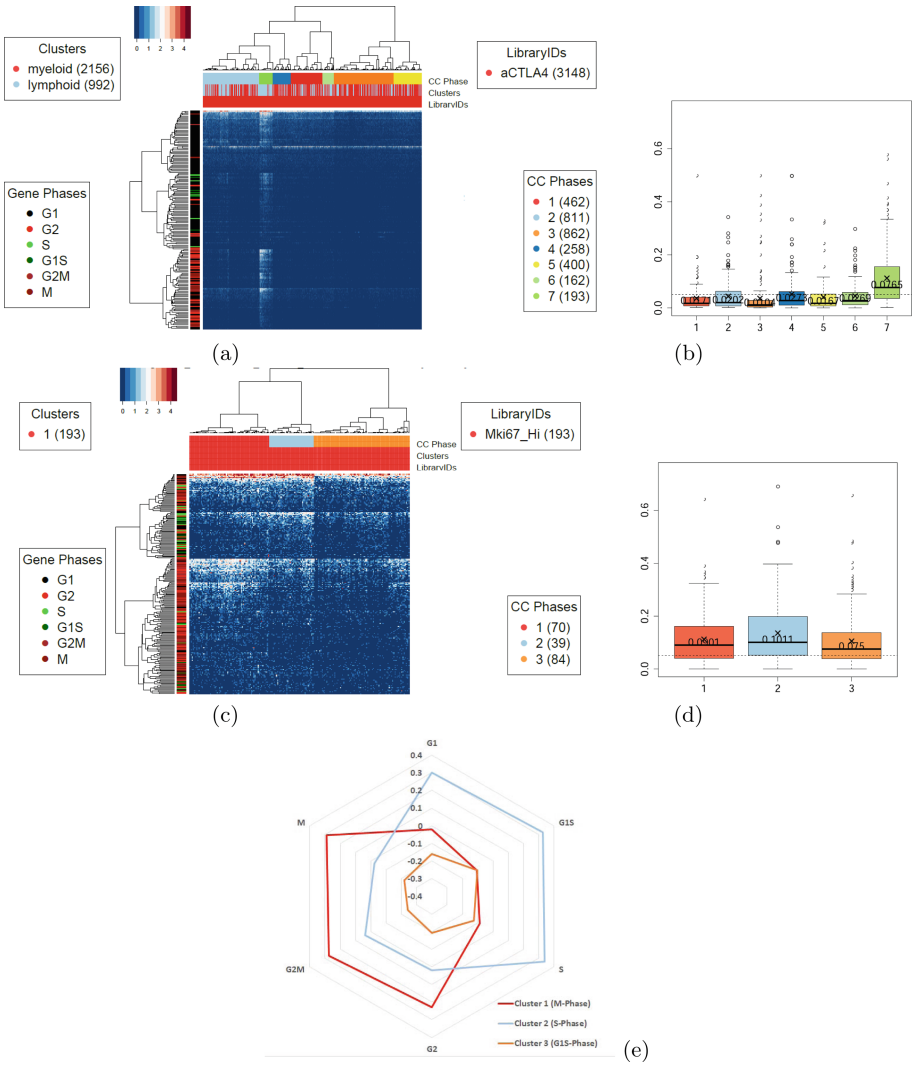 0 1 2 3 4
Clusters
myeloid (2156)
lymphoid (992)
LibraryIDs
aCTLA4 (3148)
CC Phase
Clusters
LibraryIDs
Gene Phases
G1
G2
S
G1S
G2M
M
CC Phases
1 (462)
2 (811)
3 (862)
4 (258)
5 (400)
6 (162)
7 (193)
0.6
0.4
0.2
0.0
1 2 3 4 5 6 7
(a)
(b)
0 1 2 3 4
Clusters
1 (193)
LibraryIDs
Mki67_Hi (193)
CC Phase
Clusters
LibraryIDs
Gene Phases
G1
G2
S
G1S
G2M
M
CC Phases
1 (70)
2 (39)
3 (84)
0.6
0.4
0.2
0.0
0.1011
0.075
1 2 3
(c)
(d)
G1
0.4
0.3
0.2
0.1
0
-0.1
-0.2
-0.3
-0.4
G1S
M
G2M
S
G2
Cluster 1 (M-Phase)
Cluster 2 (S-Phase)
Cluster 3 (G1S-Phase)
(e)